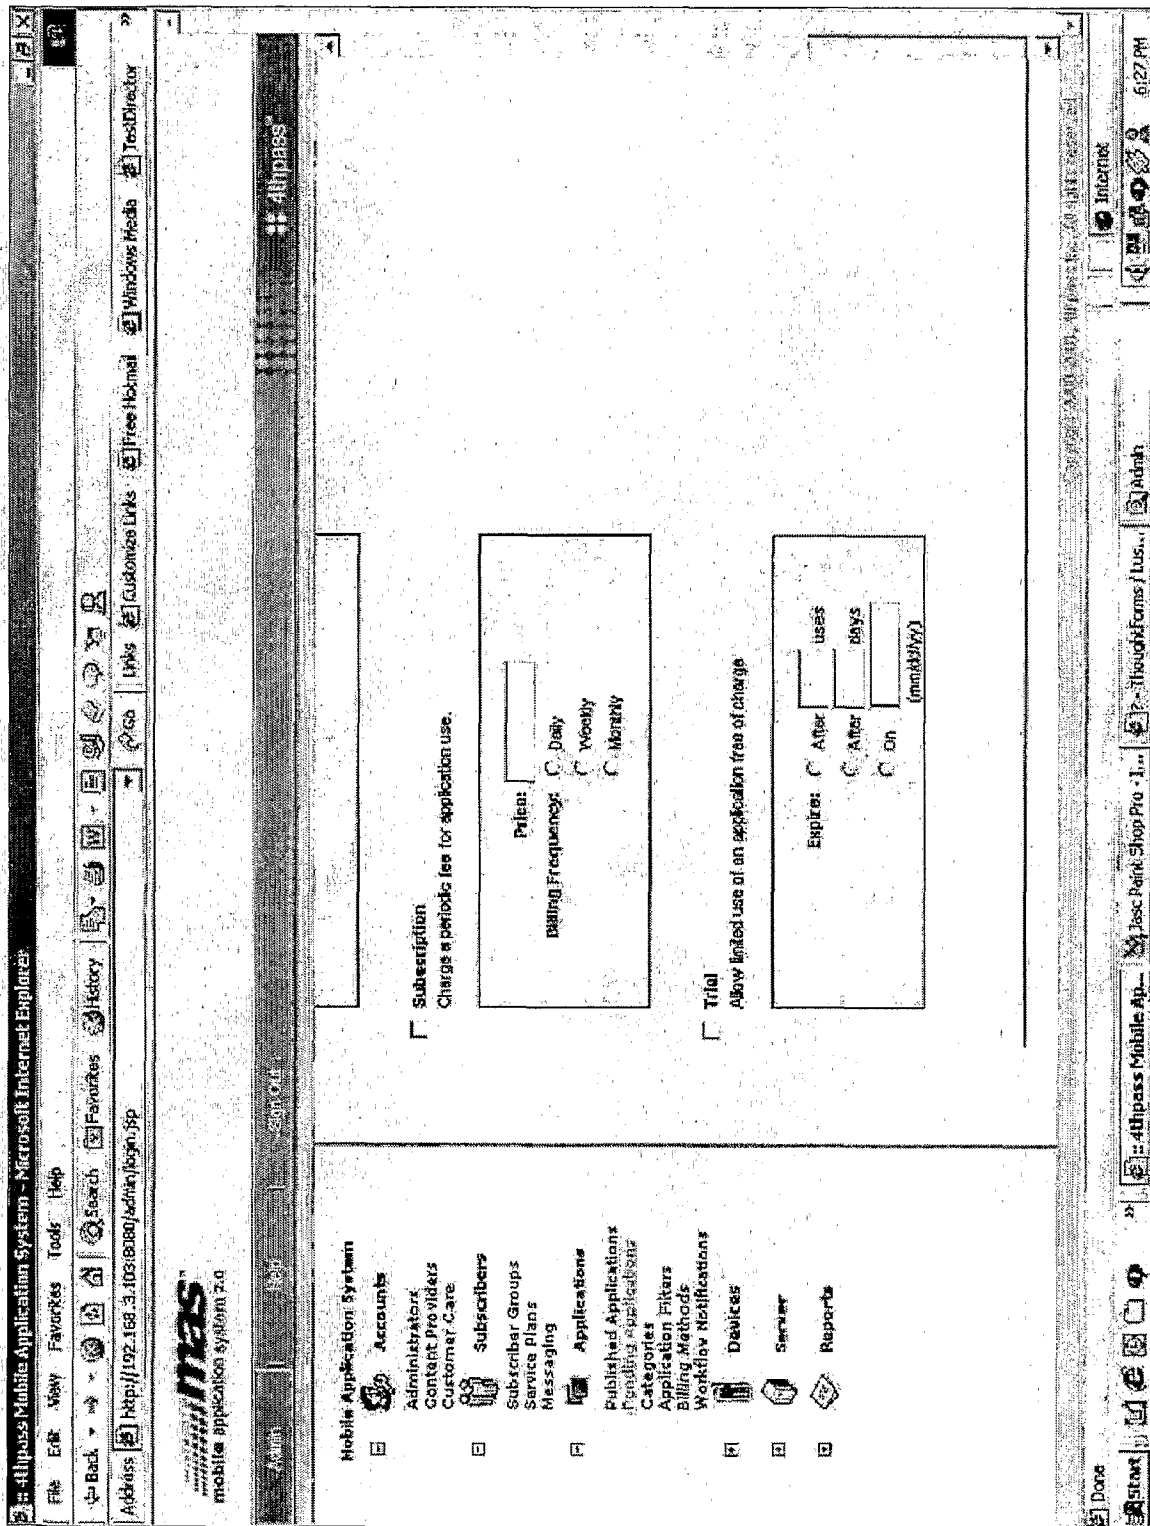 :: 4thpass Mobile Application System - Microsoft Internet Explorer
File Edit View Favorites Tools Help
Back Search Favorites History
Address http://192.168.3.103:8080/admin/login.jsp Go Links Customize Links Free Hotmail Windows Media TestDirector
mas
mobile application system 2.0
Admin Help Sign Out 4thpass
Mobile Application System
Accounts
Administrators
Content Providers
Customer Care
Subscribers
Subscriber Groups
Service Plans
Messaging
Applications
Published Applications
Pending Applications
Categories
Application Filters
Billing Methods
Workflow Notifications
Devices
Server
Reports
Subscription
Charge a periodic fee for application use.
Price:
Billing Frequency: Daily
Weekly
Monthly
Trial
Allow limited use of an application free of charge
Expire: After uses
After days
On
(mm/dd/yy)
Done Internet
Start :: 4thpass Mobile Ap... Jasc Paint Shop Pro - I... ThoughtForms / Lus... Admin 6:27 PM